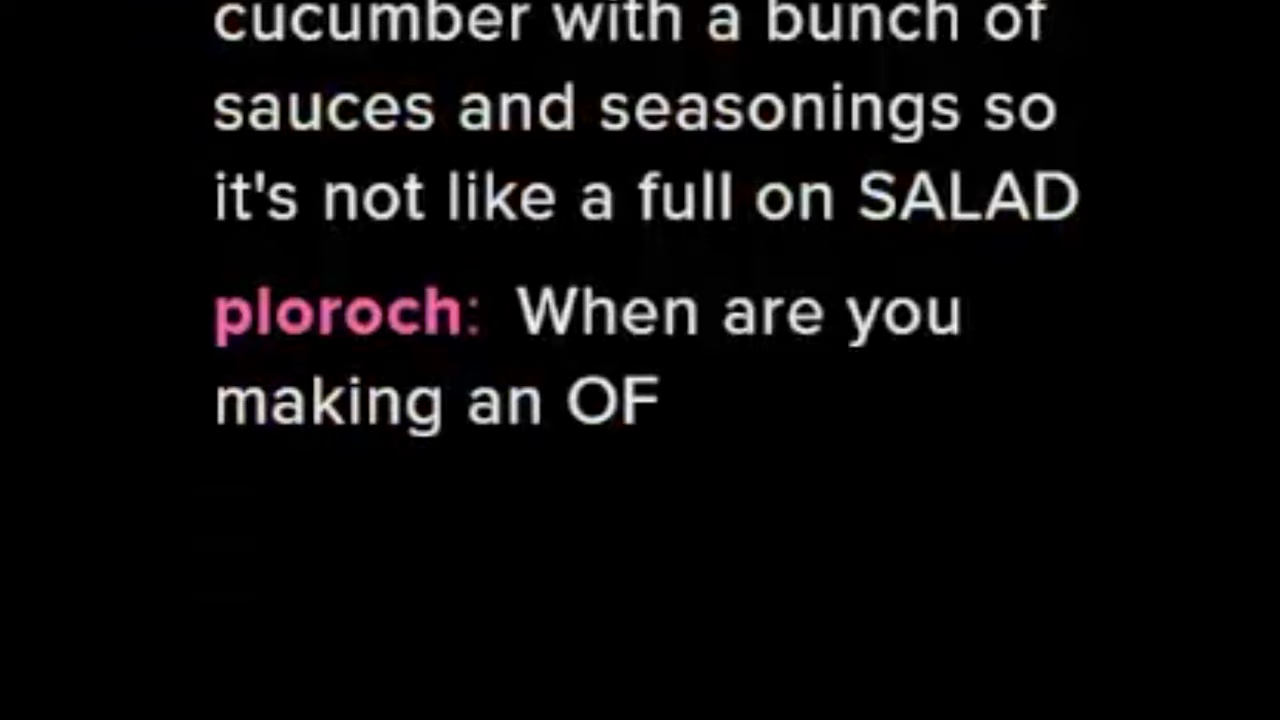 cucumber with a bunch of
sauces and seasonings so
it's not like a full on SALAD
ploroch: When are you
making an OF